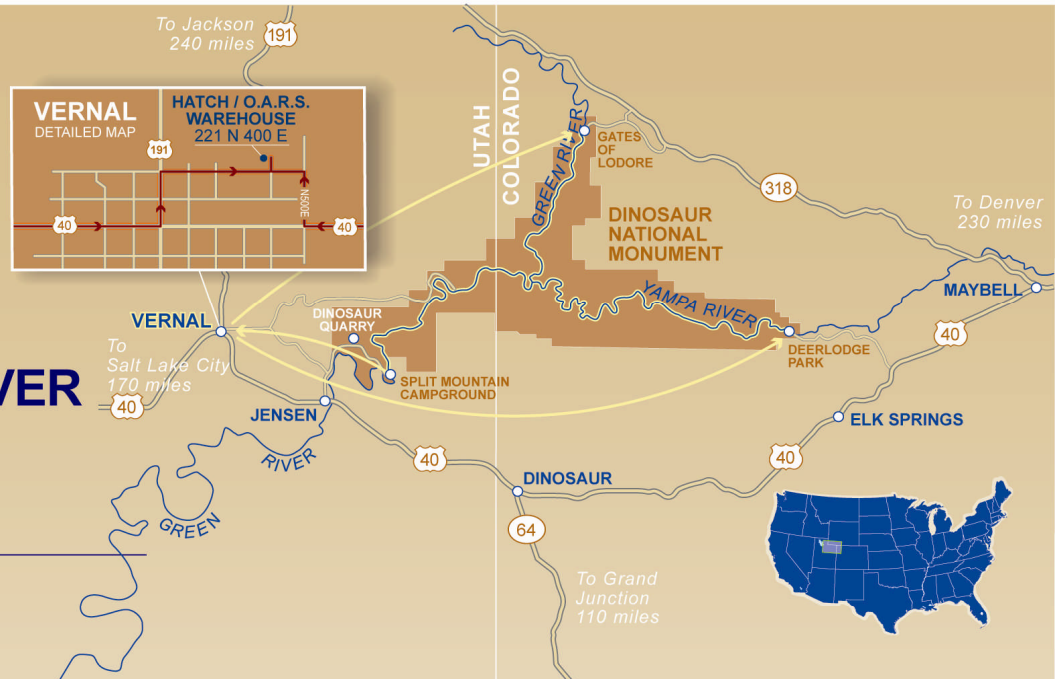 To Jackson
240 miles
191
VERNAL
DETAILED MAP
HATCH / O.A.R.S.
WAREHOUSE
221 N 400 E
191
40
N500E
40
UTAH
COLORADO
GREEN RIVER
GATES
OF
LODORE
318
To Denver
230 miles
DINOSAUR
NATIONAL
MONUMENT
YAMPA RIVER
MAYBELL
40
DEERLODGE
PARK
VERNAL
DINOSAUR
QUARRY
To
Salt Lake City
170 miles
40
VER
SPLIT MOUNTAIN
CAMPGROUND
JENSEN
ELK SPRINGS
RIVER
GREEN
40
40
DINOSAUR
64
To Grand
Junction
110 miles